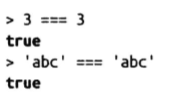 > 3 === 3
true
> 'abc' === 'abc'
true